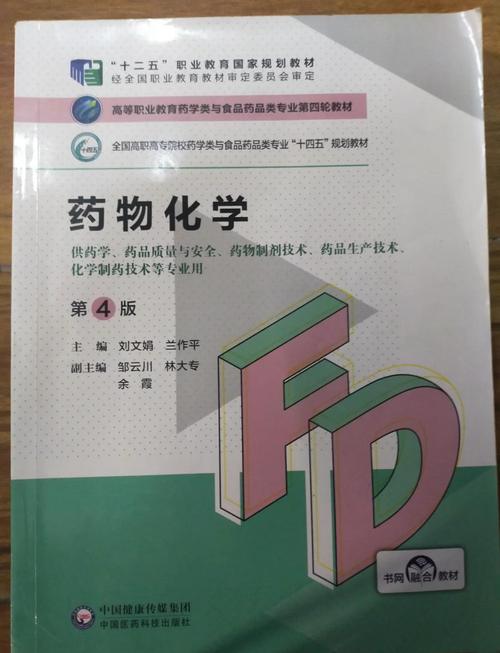 “十二五”职业教育国家规划教材
经全国职业教育教材审定委员会审定
高等职业教育药学类与食品药品类专业第四轮教材
十四五
全国高职高专院校药学类与食品药品类专业“十四五”规划教材
药物化学
供药学、药品质量与安全、药物制剂技术、药品生产技术、
化学制药技术等专业用
第4版
主编 刘文娟 兰作平
副主编 邹云川 林大专
余霞
FD
书网融合教材
中国健康传媒集团
中国医药科技出版社